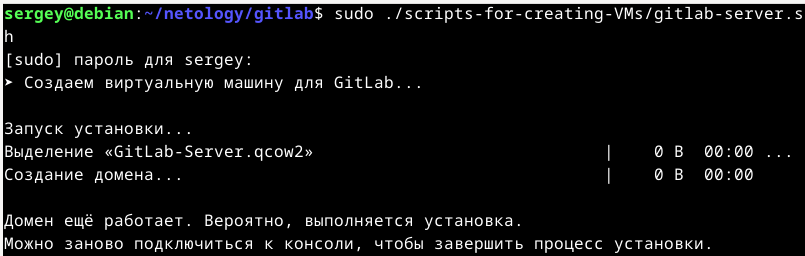 sergey@debian:~/netology/gitlab$ sudo ./scripts-for-creating-VMs/gitlab-server.s
h
[sudo] пароль для sergey:
➤ Создаем виртуальную машину для GitLab...
Запуск установки...
Выделение «GitLab-Server.qcow2» | 0 B 00:00 ...
Создание домена... | 0 B 00:00
Домен ещё работает. Вероятно, выполняется установка.
Можно заново подключиться к консоли, чтобы завершить процесс установки.